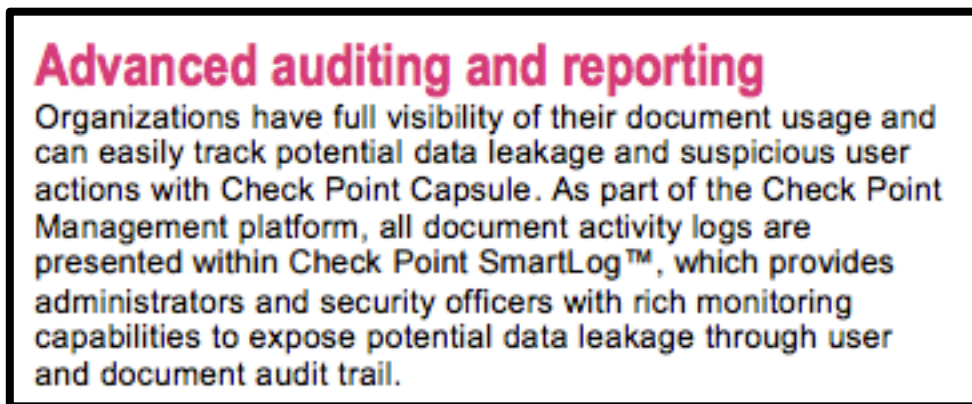 Advanced auditing and reporting
Organizations have full visibility of their document usage and
can easily track potential data leakage and suspicious user
actions with Check Point Capsule. As part of the Check Point
Management platform, all document activity logs are
presented within Check Point SmartLog™, which provides
administrators and security officers with rich monitoring
capabilities to expose potential data leakage through user
and document audit trail.